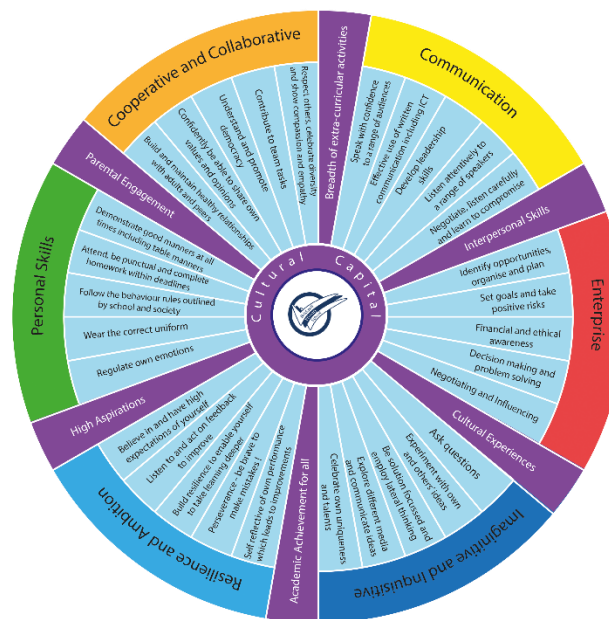 Cultural Capital
Breadth of extra-curricular activities
Communication
Speak with confidence
to a range of audiences
Effective use of written
communication including ICT
Develop leadership
skills
Listen attentively to
a range of speakers
Negotiate, listen carefully
and learn to compromise
Interpersonal Skills
Enterprise
Identify opportunities,
organise and plan
Set goals and take
positive risks
Financial and ethical
awareness
Decision making and
problem solving
Negotiating and Influencing
Cultural Experiences
Imaginitive and Inquisitive
Ask questions
Experiment with own
and others' ideas
Be solution focussed and
employ lateral thinking
Explore different media
and communicate ideas
Celebrate own uniqueness
and talents
Academic Achievement for all
Resilience and Ambition
Self reflective of own performance
which leads to improvements
Perseverance - be brave to
make mistakes !
Build resilience to enable yourself
to take learning deeper
Listen to and act on feedback
to improve
Believe in and have high
expectations of yourself
High Aspirations
Personal Skills
Regulate own emotions
Wear the correct uniform
Follow the behaviour rules outlined
by school and society
Attend, be punctual and complete
homework within deadlines
Demonstrate good manners at all
times including table manners
Parental Engagement
Cooperative and Collaborative
Build and maintain healthy relationships
with adults and peers
Confidently be able to share own
values and opinions
Understand and promote
democracy
Contribute to team tasks
Respect others, celebrate diversity
and show compassion and empathy